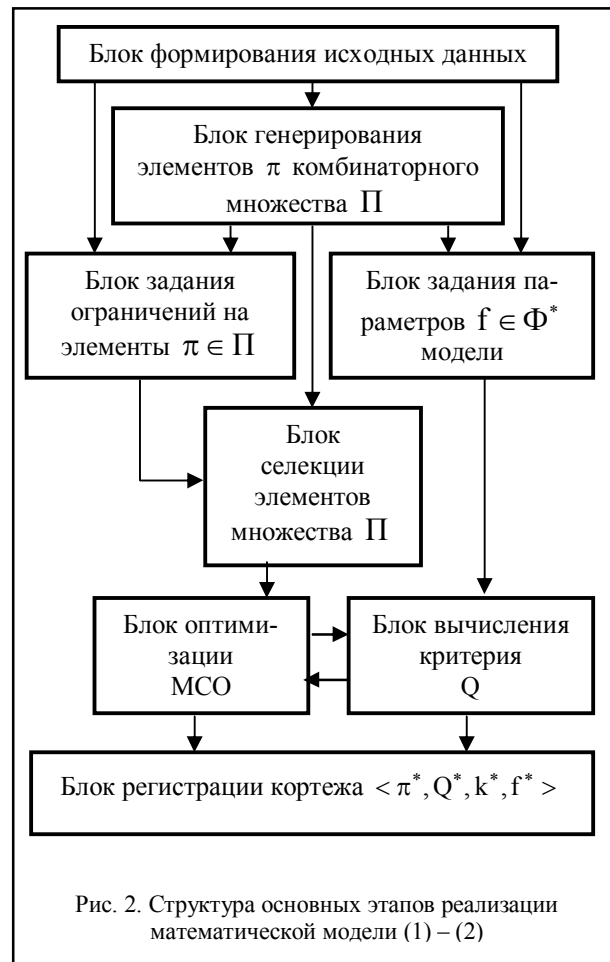 Блок формирования исходных данных
Блок генерирования
элементов π комбинаторного
множества Π
Блок задания
ограничений на
элементы π ∈ Π
Блок задания па-
раметров f ∈ Φ*
модели
Блок
селекции
элементов
множества Π
Блок оптими-
зации
МСО
Блок вычисления
критерия
Q
Блок регистрации кортежа < π*, Q*, k*, f* >
Рис. 2. Структура основных этапов реализации
математической модели (1) – (2)